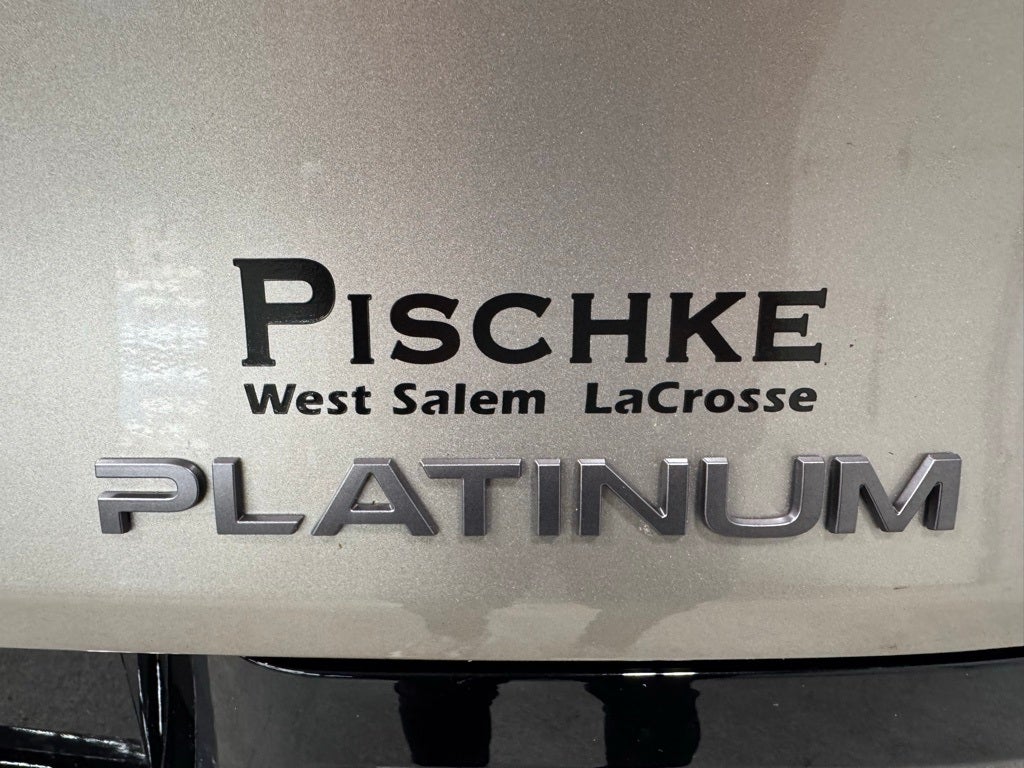 PISCHKE
West Salem LaCrosse
PLATINUM